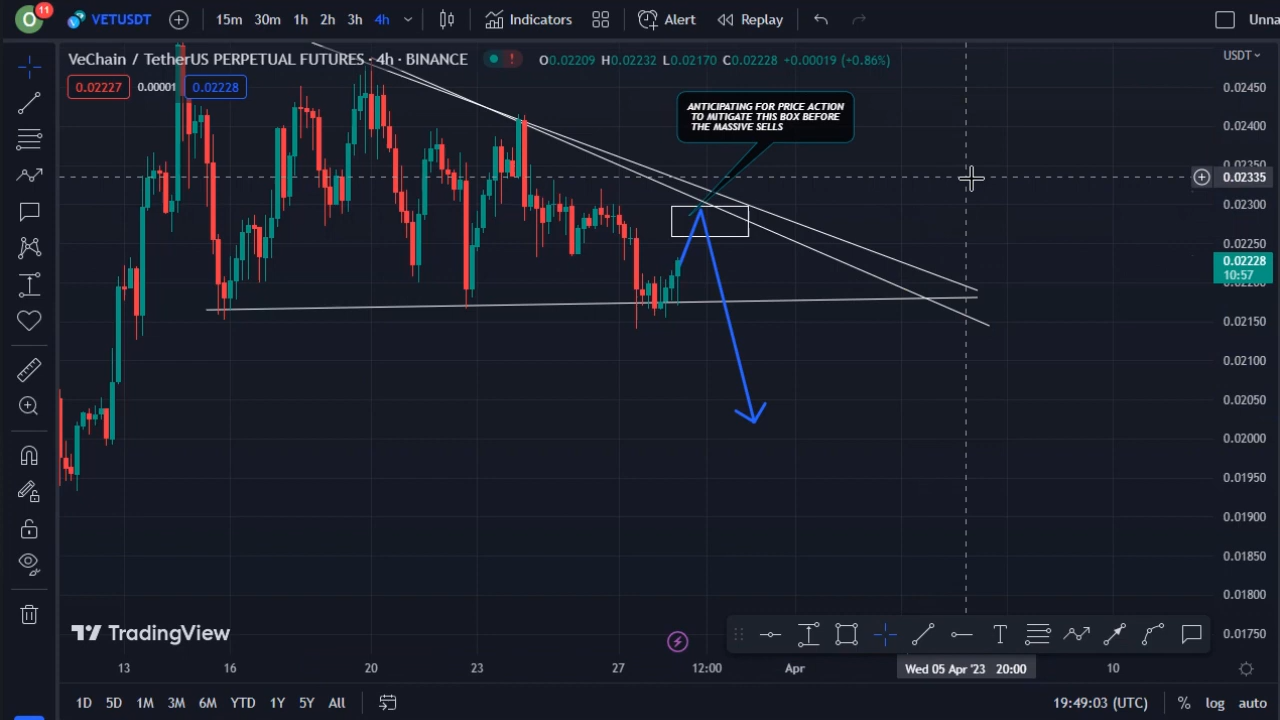 O 11 VETUSDT 15m 30m 1h 2h 3h 4h Indicators Alert Replay Unna
VeChain / TetherUS PERPETUAL FUTURES · 4h · BINANCE ! O0.02209 H0.02232 L0.02170 C0.02228 +0.00019 (+0.86%) USDT
0.02227 0.00001 0.02228
0.02450
ANTICIPATING FOR PRICE ACTION
TO MITIGATE THIS BOX BEFORE
THE MASSIVE SELLS
0.02400
0.02335
0.02300
0.02250
0.02228
10:57
0.02150
0.02100
0.02050
0.02000
0.01950
0.01900
0.01850
0.01800
0.01750
TradingView
13 16 20 23 27 12:00 Apr Wed 05 Apr '23 20:00 10
1D 5D 1M 3M 6M YTD 1Y 5Y All 19:49:03 (UTC) % log auto